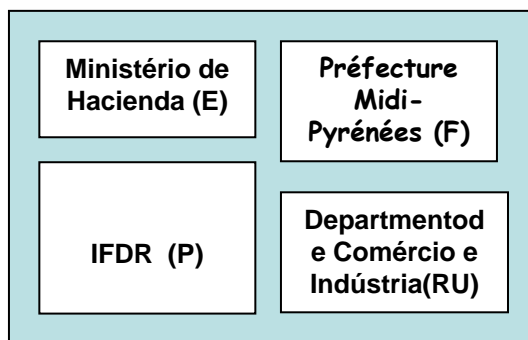 Ministério de
Hacienda (E)
Préfecture
Midi-
Pyrénées (F)
IFDR (P)
Departmentod
e Comércio e
Indústria(RU)